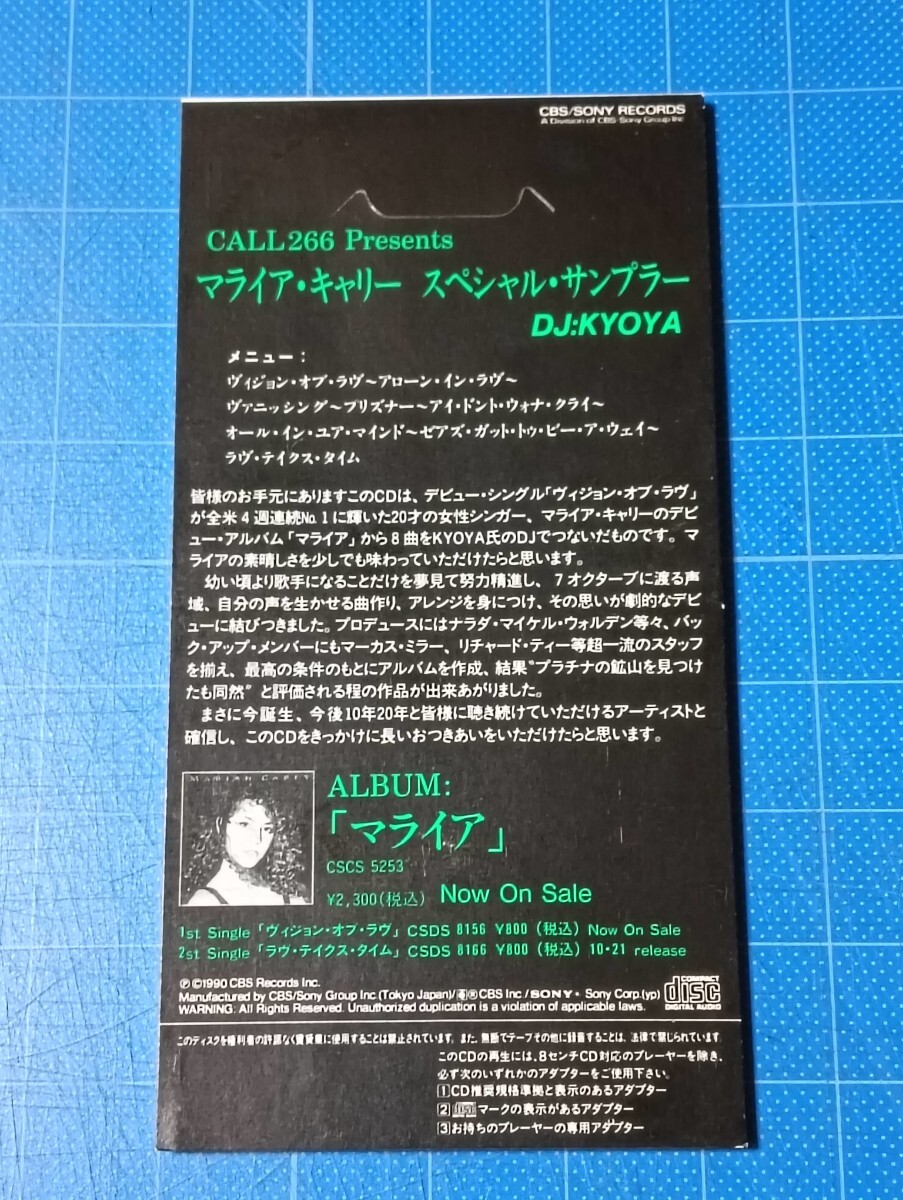 CBS/SONY RECORDS
A Division of CBS·Sony Group Inc
CALL266 Presents
マライア・キャリー スペシャル・サンプラー
DJ:KYOYA
メニュー：
ヴィジョン・オブ・ラヴ〜アローン・イン・ラヴ〜
ヴァニッシング〜プリズナー〜アイ・ドント・ウォナ・クライ〜
オール・イン・ユア・マインド〜ゼアズ・ガット・トゥ・ビー・ア・ウェイ〜
ラヴ・テイクス・タイム
皆様のお手元にありますこのCDは、デビュー・シングル「ヴィジョン・オブ・ラヴ」
が全米４週連続No.１に輝いた20才の女性シンガー、マライア・キャリーのデビ
ュー・アルバム「マライア」から８曲をKYOYA氏のDJでつないだものです。マ
ライアの素晴しさを少しでも味わっていただけたらと思います。
幼い頃より歌手になることだけを夢見て努力精進し、７オクターブに渡る声
域、自分の声を生かせる曲作り、アレンジを身につけ、その思いが劇的なデビ
ューに結びつきました。プロデュースにはナラダ・マイケル・ウォルデン等々、バッ
ク・アップ・メンバーにもマーカス・ミラー、リチャード・ティー等超一流のスタッフ
を揃え、最高の条件のもとにアルバムを作成、結果“プラチナの鉱山を見つけ
たも同然”と評価される程の作品が出来あがりました。
まさに今誕生、今後10年20年と皆様に聴き続けていただけるアーティストと
確信し、このCDをきっかけに長いおつきあいをいただけたらと思います。
MARIAH CAREY
ALBUM:
「マライア」
CSCS 5253
¥2,300(税込) Now On Sale
1st Single「ヴィジョン・オブ・ラヴ」CSDS 8156 ¥800 (税込) Now On Sale
2st Single「ラヴ・テイクス・タイム」CSDS 8166 ¥800 (税込) 10・21 release
℗©1990 CBS Records Inc.
Manufactured by CBS/Sony Group Inc.(Tokyo Japan)/® CBS Inc./SONY® Sony Corp.(yp)
WARNING: All Rights Reserved. Unauthorized duplication is a violation of applicable laws.
COMPACT
disc
DIGITAL AUDIO
このディスクを権利者の許諾なく賃貸業に使用することは禁止されています。また、無断でテープその他に録音することは、法律で禁じられています。
このCDの再生には、8センチCD対応のプレーヤーを除き、
必ず次のいずれかのアダプターをご使用下さい。
1 CD推奨規格準拠と表示のあるアダプター
2 マークの表示があるアダプター
3 お持ちのプレーヤーの専用アダプター